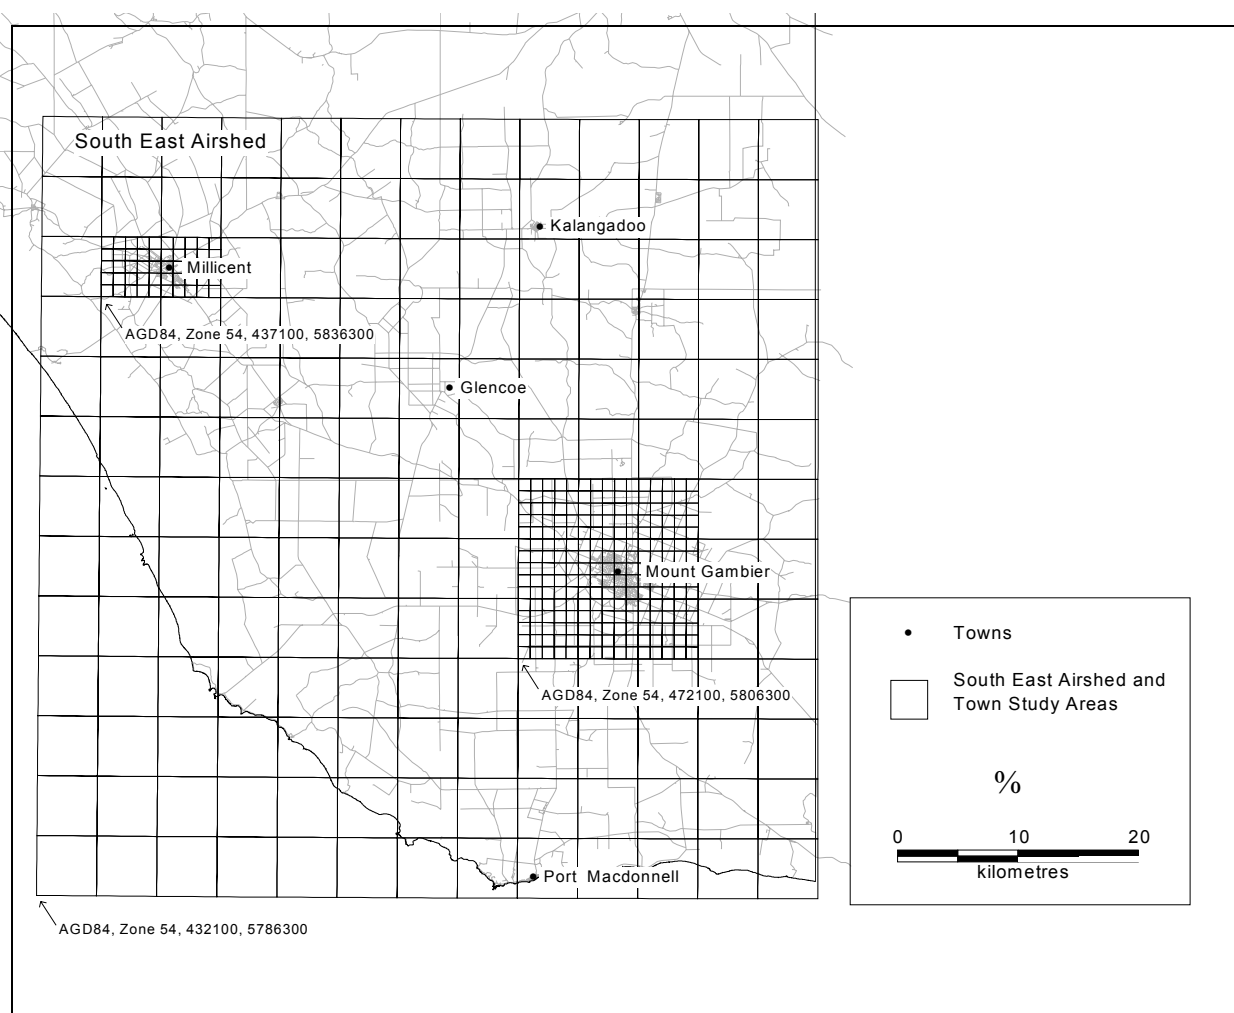 South East Airshed
Kalangadoo
Millicent
AGD84, Zone 54, 437100, 5836300
Glencoe
Mount Gambier
AGD84, Zone 54, 472100, 5806300
Port Macdonnell
AGD84, Zone 54, 432100, 5786300
Towns
South East Airshed and
Town Study Areas
%
0 10 20
kilometres